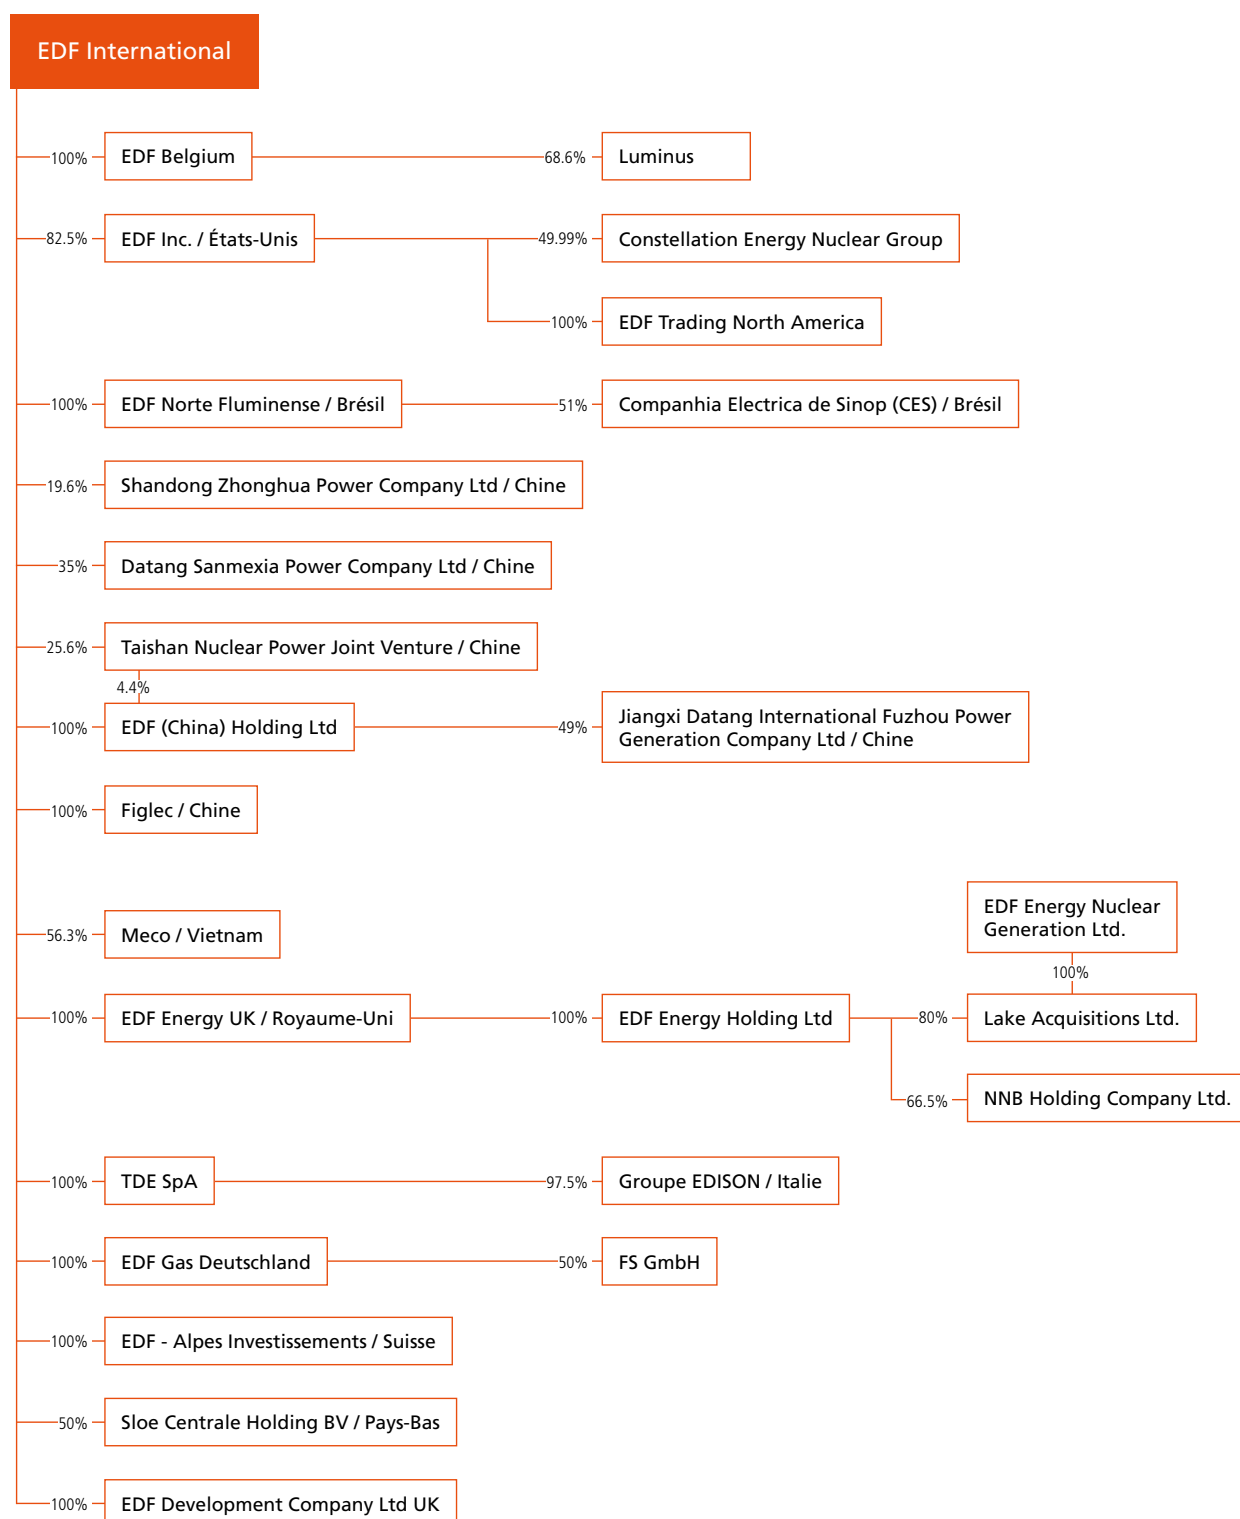 EDF International
100%
EDF Belgium
68.6%
Luminus
82.5%
EDF Inc. / États-Unis
49.99%
Constellation Energy Nuclear Group
100%
EDF Trading North America
100%
EDF Norte Fluminense / Brésil
51%
Companhia Electrica de Sinop (CES) / Brésil
19.6%
Shandong Zhonghua Power Company Ltd / Chine
35%
Datang Sanmexia Power Company Ltd / Chine
25.6%
Taishan Nuclear Power Joint Venture / Chine
4.4%
100%
EDF (China) Holding Ltd
49%
Jiangxi Datang International Fuzhou Power
Generation Company Ltd / Chine
100%
Figlec / Chine
56.3%
Meco / Vietnam
EDF Energy Nuclear
Generation Ltd.
100%
100%
EDF Energy UK / Royaume-Uni
100%
EDF Energy Holding Ltd
80%
Lake Acquisitions Ltd.
66.5%
NNB Holding Company Ltd.
100%
TDE SpA
97.5%
Groupe EDISON / Italie
100%
EDF Gas Deutschland
50%
FS GmbH
100%
EDF - Alpes Investissements / Suisse
50%
Sloe Centrale Holding BV / Pays-Bas
100%
EDF Development Company Ltd UK